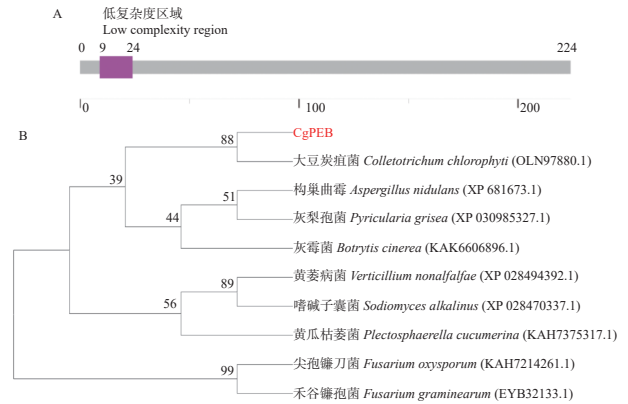 A
低复杂度区域
Low complexity region
0 9 24 224
0 100 200
B
CgPEB
88
大豆炭疽菌 Colletotrichum chlorophyti (OLN97880.1)
39
构巢曲霉 Aspergillus nidulans (XP 681673.1)
51
灰梨孢菌 Pyricularia grisea (XP 030985327.1)
44
灰霉菌 Botrytis cinerea (KAK6606896.1)
黄萎病菌 Verticillium nonalfalfae (XP 028494392.1)
89
嗜碱子囊菌 Sodiomyces alkalinus (XP 028470337.1)
56
黄瓜枯萎菌 Plectosphaerella cucumerina (KAH7375317.1)
尖孢镰刀菌 Fusarium oxysporum (KAH7214261.1)
99
禾谷镰孢菌 Fusarium graminearum (EYB32133.1)